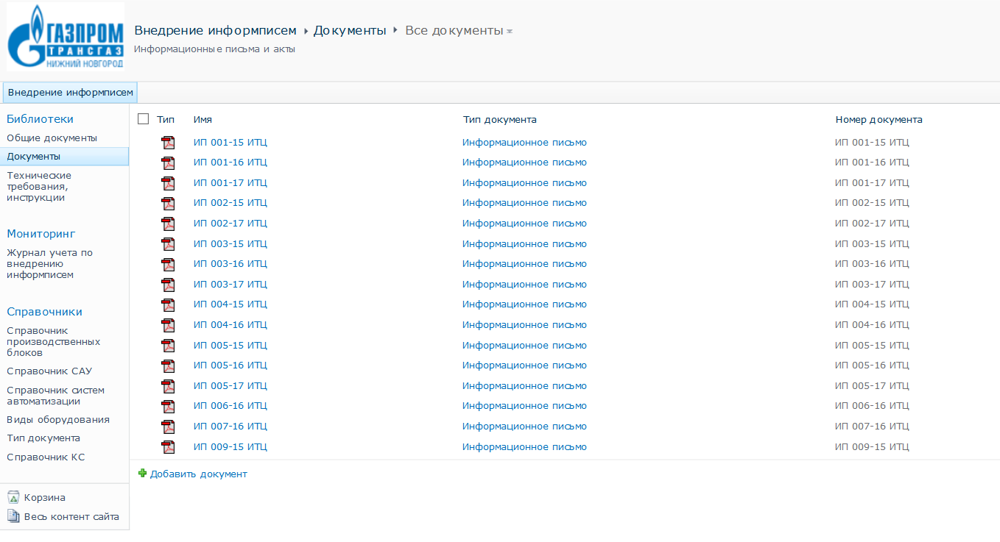 ГАЗПРОМ
ТРАНСГАЗ
НИЖНИЙ НОВГОРОД
Внедрение информписем Документы Все документы
Информационные письма и акты
Внедрение информписем
Библиотеки
Общие документы
Документы
Технические
требования,
инструкции
Мониторинг
Журнал учета по
внедрению
информписем
Справочники
Справочник
производственных
блоков
Справочник САУ
Справочник систем
автоматизации
Виды оборудования
Тип документа
Справочник КС
Корзина
Весь контент сайта
Тип Имя Тип документа Номер документа
ИП 001-15 ИТЦ Информационное письмо ИП 001-15 ИТЦ
ИП 001-16 ИТЦ Информационное письмо ИП 001-16 ИТЦ
ИП 001-17 ИТЦ Информационное письмо ИП 001-17 ИТЦ
ИП 002-15 ИТЦ Информационное письмо ИП 002-15 ИТЦ
ИП 002-17 ИТЦ Информационное письмо ИП 002-17 ИТЦ
ИП 003-15 ИТЦ Информационное письмо ИП 003-15 ИТЦ
ИП 003-16 ИТЦ Информационное письмо ИП 003-16 ИТЦ
ИП 003-17 ИТЦ Информационное письмо ИП 003-17 ИТЦ
ИП 004-15 ИТЦ Информационное письмо ИП 004-15 ИТЦ
ИП 004-16 ИТЦ Информационное письмо ИП 004-16 ИТЦ
ИП 005-15 ИТЦ Информационное письмо ИП 005-15 ИТЦ
ИП 005-16 ИТЦ Информационное письмо ИП 005-16 ИТЦ
ИП 005-17 ИТЦ Информационное письмо ИП 005-17 ИТЦ
ИП 006-16 ИТЦ Информационное письмо ИП 006-16 ИТЦ
ИП 007-16 ИТЦ Информационное письмо ИП 007-16 ИТЦ
ИП 009-15 ИТЦ Информационное письмо ИП 009-15 ИТЦ
Добавить документ